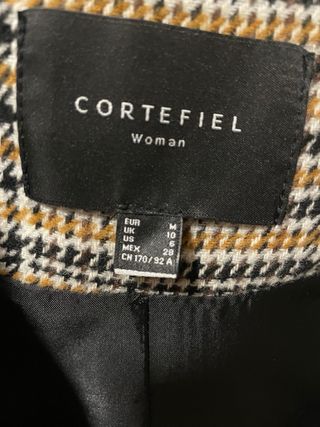 CORTEFIEL
Woman
EUR M
UK 10
US 6
MEX 28
CN 170/92 A